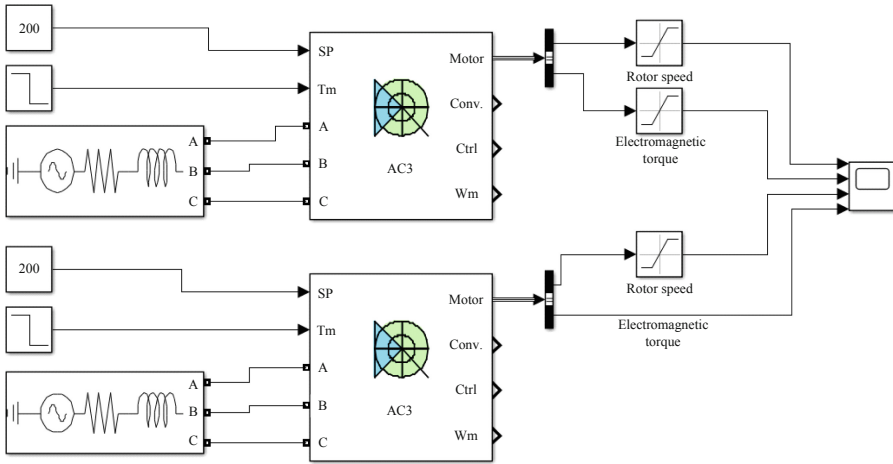 200
SP
Tm
A
B
C
A
B
C
AC3
Motor
Conv.
Ctrl
Wm
Rotor speed
Electromagnetic
torque
200
SP
Tm
A
B
C
A
B
C
AC3
Motor
Conv.
Ctrl
Wm
Rotor speed
Electromagnetic
torque